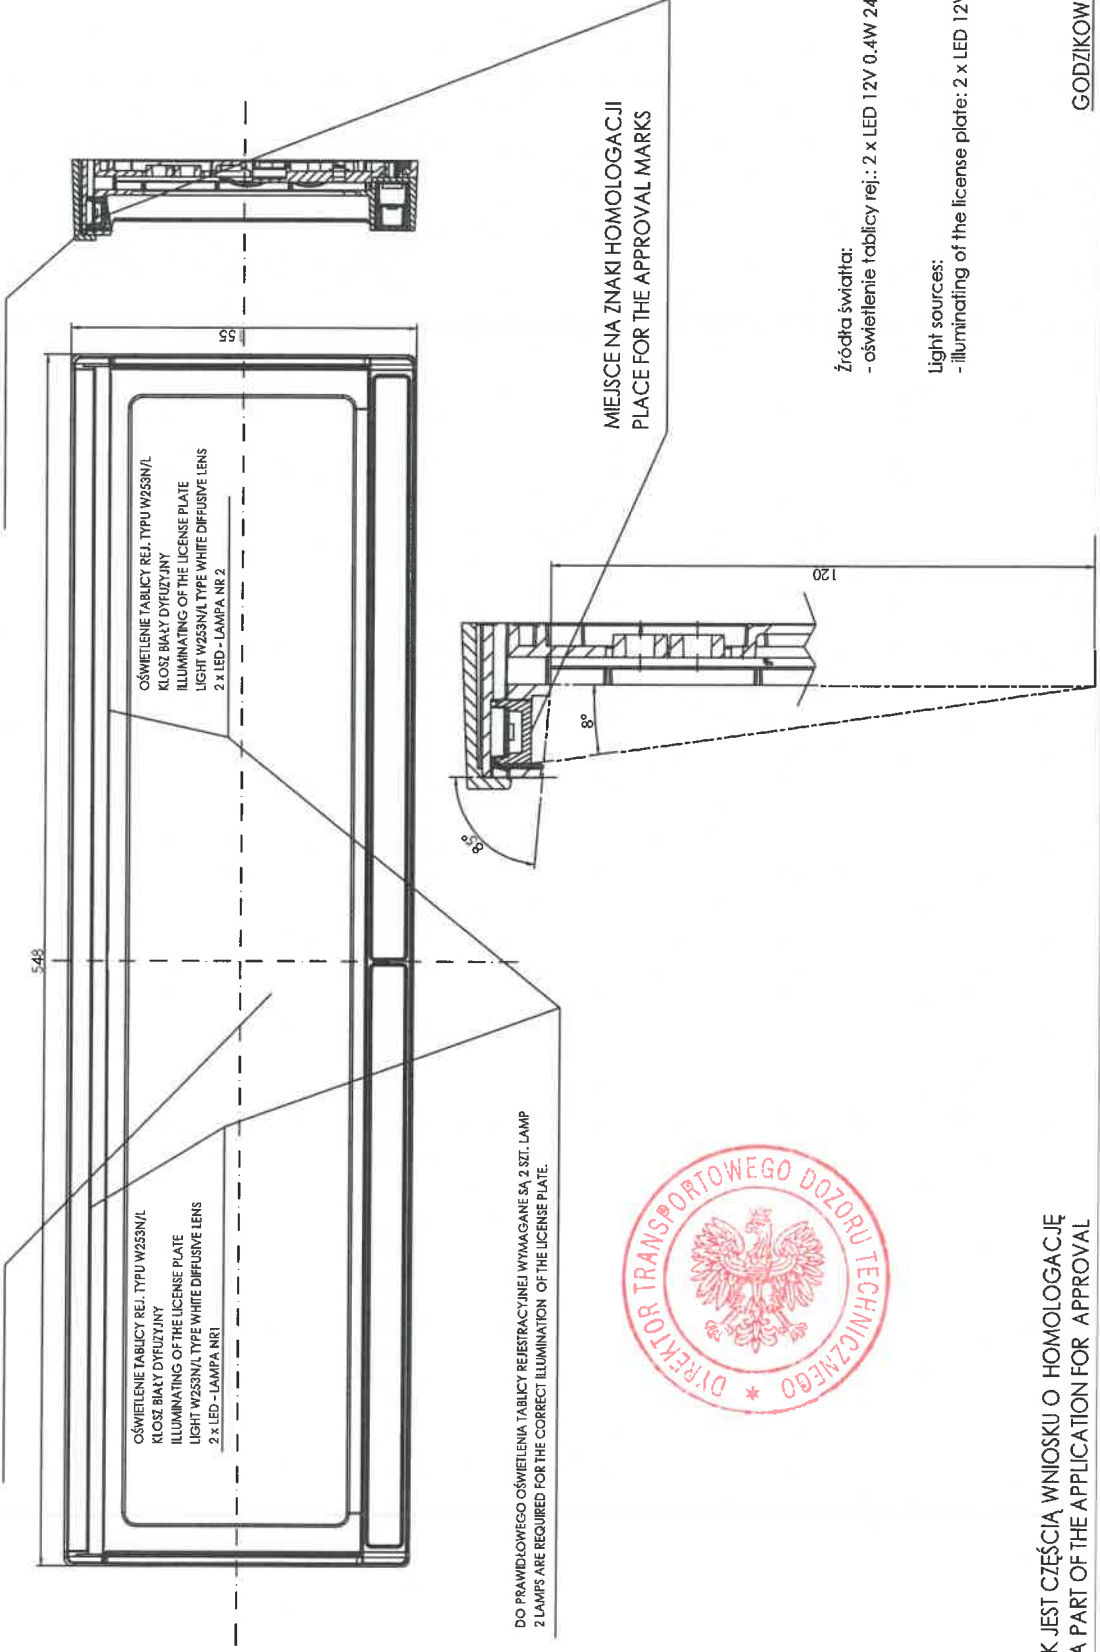 548
55
OŚWIETLENIE TABLICY REJ. TYPU W253N/L
KLOSZ BIAŁY DYFUZYJNY
ILLUMINATING OF THE LICENSE PLATE
LIGHT W253N/L TYPE WHITE DIFFUSIVE LENS
2 x LED - LAMPA NR1
OŚWIETLENIE TABLICY REJ. TYPU W253N/L
KLOSZ BIAŁY DYFUZYJNY
ILLUMINATING OF THE LICENSE PLATE
LIGHT W253N/L TYPE WHITE DIFFUSIVE LENS
2 x LED - LAMPA NR 2
DO PRAWIDŁOWEGO OŚWIETLENIA TABLICY REJESTRACYJNEJ WYMAGANE SĄ 2 SZT. LAMP
2 LAMPS ARE REQUIRED FOR THE CORRECT ILLUMINATION OF THE LICENSE PLATE.
85°
8°
120
MIEJSCE NA ZNAKI HOMOLOGACJI
PLACE FOR THE APPROVAL MARKS
DYREKTOR TRANSPORTOWEGO DOZORU TECHNICZNEGO
Źródła światła:
- oświetlenie tablicy rej.: 2 x LED 12V 0.4W 24
Light sources:
- illuminating of the license plate: 2 x LED 12V
K JEST CZĘŚCIĄ WNIOSKU O HOMOLOGACJĘ
A PART OF THE APPLICATION FOR APPROVAL
GODZIKOW